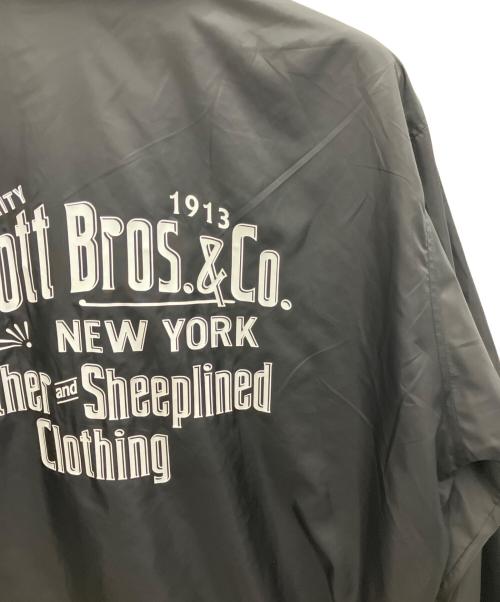 ITY
1913
ott Bros. & Co.
NEW YORK
ther and Sheeplined
Clothing